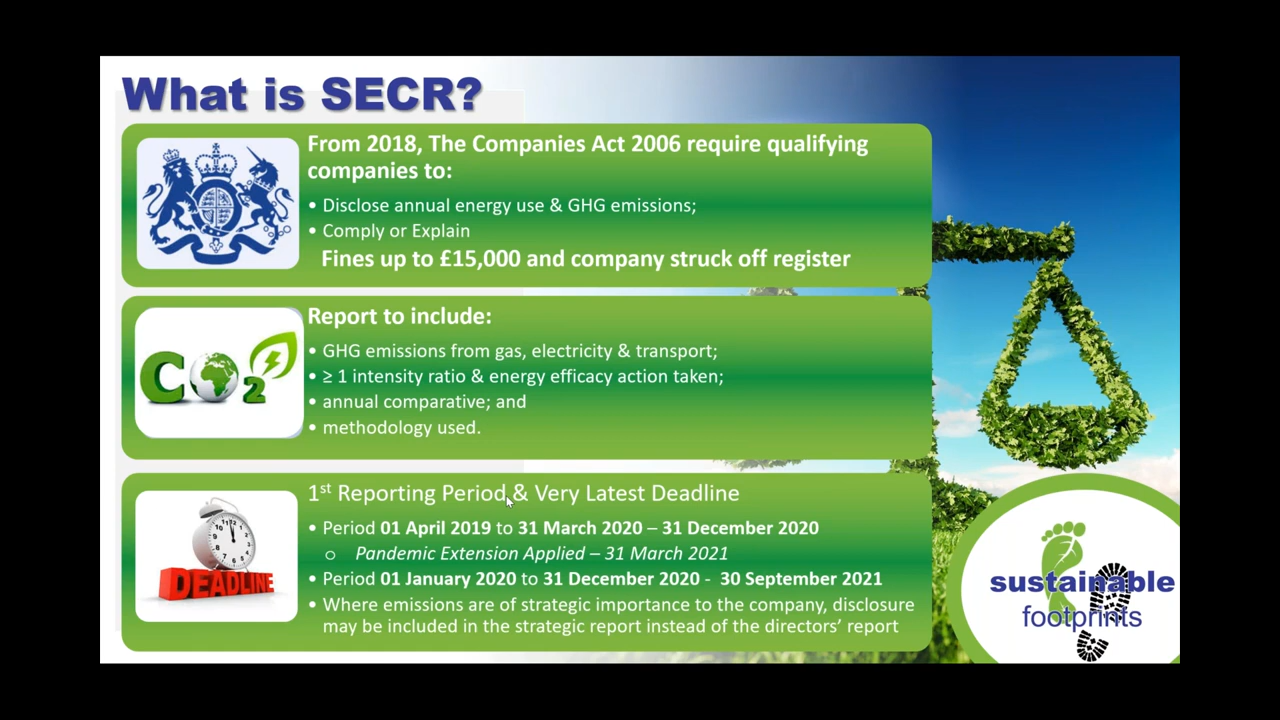 What is SECR?
From 2018, The Companies Act 2006 require qualifying
companies to:
• Disclose annual energy use & GHG emissions;
• Comply or Explain
Fines up to £15,000 and company struck off register
CO2
Report to include:
• GHG emissions from gas, electricity & transport;
• ≥ 1 intensity ratio & energy efficacy action taken;
• annual comparative; and
• methodology used.
DEADLINE
1st Reporting Period & Very Latest Deadline
• Period 01 April 2019 to 31 March 2020 – 31 December 2020
o Pandemic Extension Applied – 31 March 2021
• Period 01 January 2020 to 31 December 2020 - 30 September 2021
• Where emissions are of strategic importance to the company, disclosure
may be included in the strategic report instead of the directors’ report
sustainable
footprints